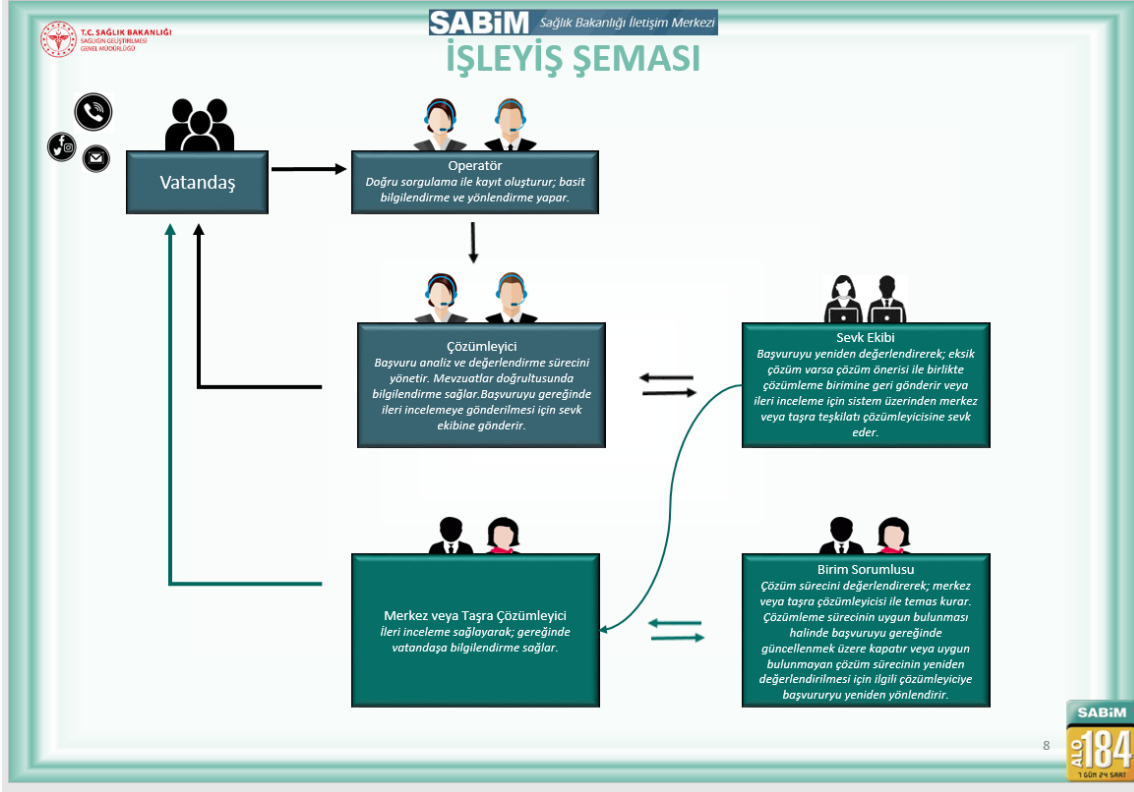 T.C. SAĞLIK BAKANLIĞI
SAĞLIĞIN GELİŞTİRİLMESİ
GENEL MÜDÜRLÜĞÜ
SABİM Sağlık Bakanlığı İletişim Merkezi
İŞLEYİŞ ŞEMASI
Vatandaş
Operatör
Doğru sorgulama ile kayıt oluşturur; basit
bilgilendirme ve yönlendirme yapar.
Çözümleyici
Başvuru analiz ve değerlendirme sürecini
yönetir. Mevzuatlar doğrultusunda
bilgilendirme sağlar.Başvuruyu gereğinde
ileri incelemeye gönderilmesi için sevk
ekibine gönderir.
Sevk Ekibi
Başvuruyu yeniden değerlendirerek; eksik
çözüm varsa çözüm önerisi ile birlikte
çözümleme birimine geri gönderir veya
ileri inceleme için sistem üzerinden merkez
veya taşra teşkilatı çözümleyicisine sevk
eder.
Merkez veya Taşra Çözümleyici
İleri inceleme sağlayarak; gereğinde
vatandaşa bilgilendirme sağlar.
Birim Sorumlusu
Çözüm sürecini değerlendirerek; merkez
veya taşra çözümleyicisi ile temas kurar.
Çözümleme sürecinin uygun bulunması
halinde başvuruyu gereğinde
güncellenmek üzere kapatır veya uygun
bulunmayan çözüm sürecinin yeniden
değerlendirilmesi için ilgili çözümleyiciye
başvururyu yeniden yönlendirir.
8
SABİM
ALO 184
7 GÜN 24 SAAT